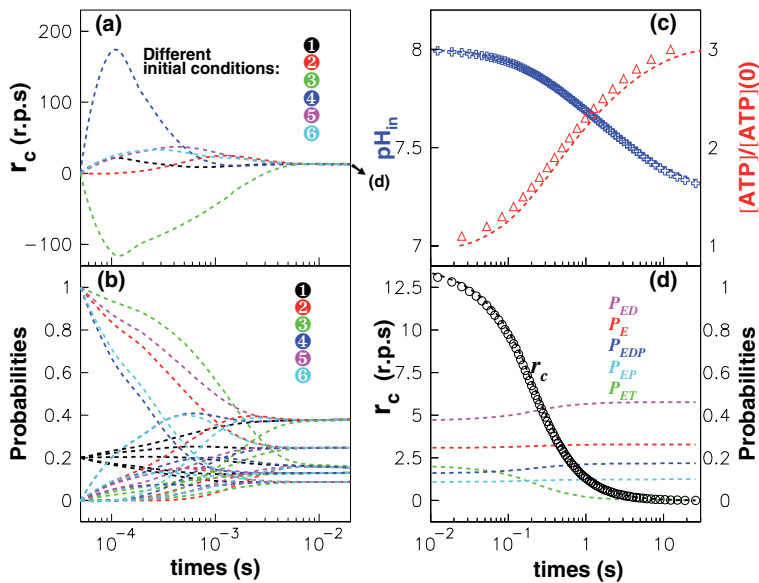 (a)
Different
initial conditions:
1
2
3
4
5
6
200
100
0
−100
r_c (r.p.s)
(d)
(c)
8
7.5
7
pH_in
3
2
1
[ATP]/[ATP](0)
(b)
1
2
3
4
5
6
1
0.8
0.6
0.4
0.2
0
Probabilities
10^−4
10^−3
10^−2
times (s)
(d)
P_ED
P_E
P_EDP
P_EP
P_ET
r_c
12.5
10
7.5
5
2.5
0
r_c (r.p.s)
1
0.8
0.6
0.4
0.2
0
Probabilities
10^−2
10^−1
1
10
times (s)